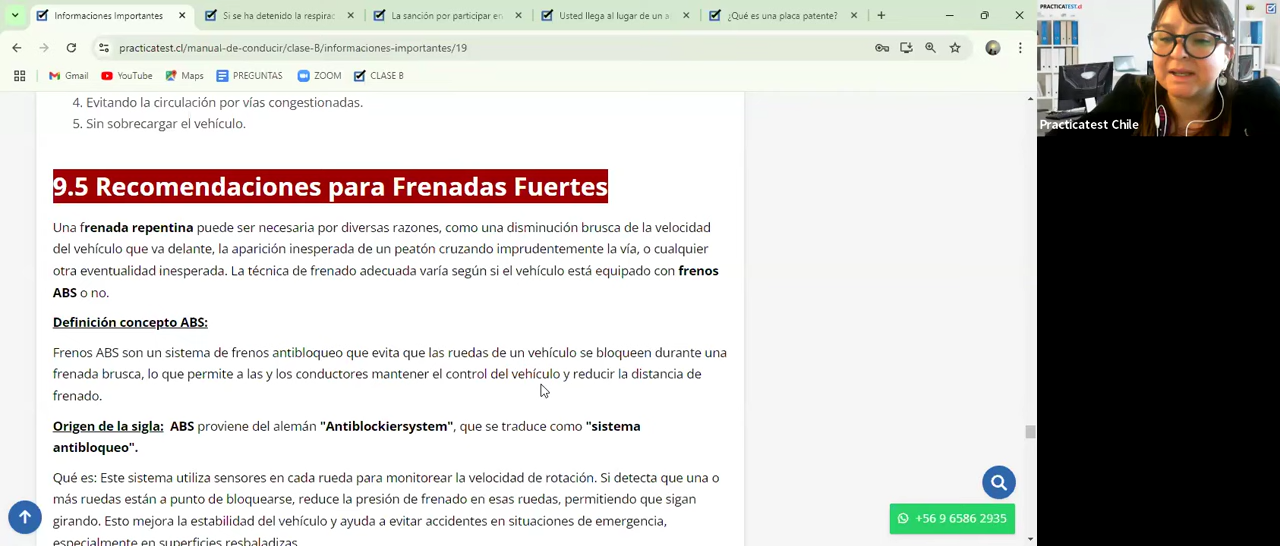 Informaciones Importantes
Si se ha detenido la respirac
La sanción por participar en
Usted llega al lugar de un a
¿Qué es una placa patente?
practicatest.cl/manual-de-conducir/clase-B/informaciones-importantes/19
Gmail
YouTube
Maps
PREGUNTAS
ZOOM
CLASE B
PRACTICATEST.cl
Practicatest Chile
4. Evitando la circulación por vías congestionadas.
5. Sin sobrecargar el vehículo.
9.5 Recomendaciones para Frenadas Fuertes
Una frenada repentina puede ser necesaria por diversas razones, como una disminución brusca de la velocidad
del vehículo que va delante, la aparición inesperada de un peatón cruzando imprudentemente la vía, o cualquier
otra eventualidad inesperada. La técnica de frenado adecuada varía según si el vehículo está equipado con frenos
ABS o no.
Definición concepto ABS:
Frenos ABS son un sistema de frenos antibloqueo que evita que las ruedas de un vehículo se bloqueen durante una
frenada brusca, lo que permite a las y los conductores mantener el control del vehículo y reducir la distancia de
frenado.
Origen de la sigla: ABS proviene del alemán "Antiblockiersystem", que se traduce como "sistema
antibloqueo".
Qué es: Este sistema utiliza sensores en cada rueda para monitorear la velocidad de rotación. Si detecta que una o
más ruedas están a punto de bloquearse, reduce la presión de frenado en esas ruedas, permitiendo que sigan
girando. Esto mejora la estabilidad del vehículo y ayuda a evitar accidentes en situaciones de emergencia,
especialmente en superficies resbaladizas.
+56 9 6586 2935